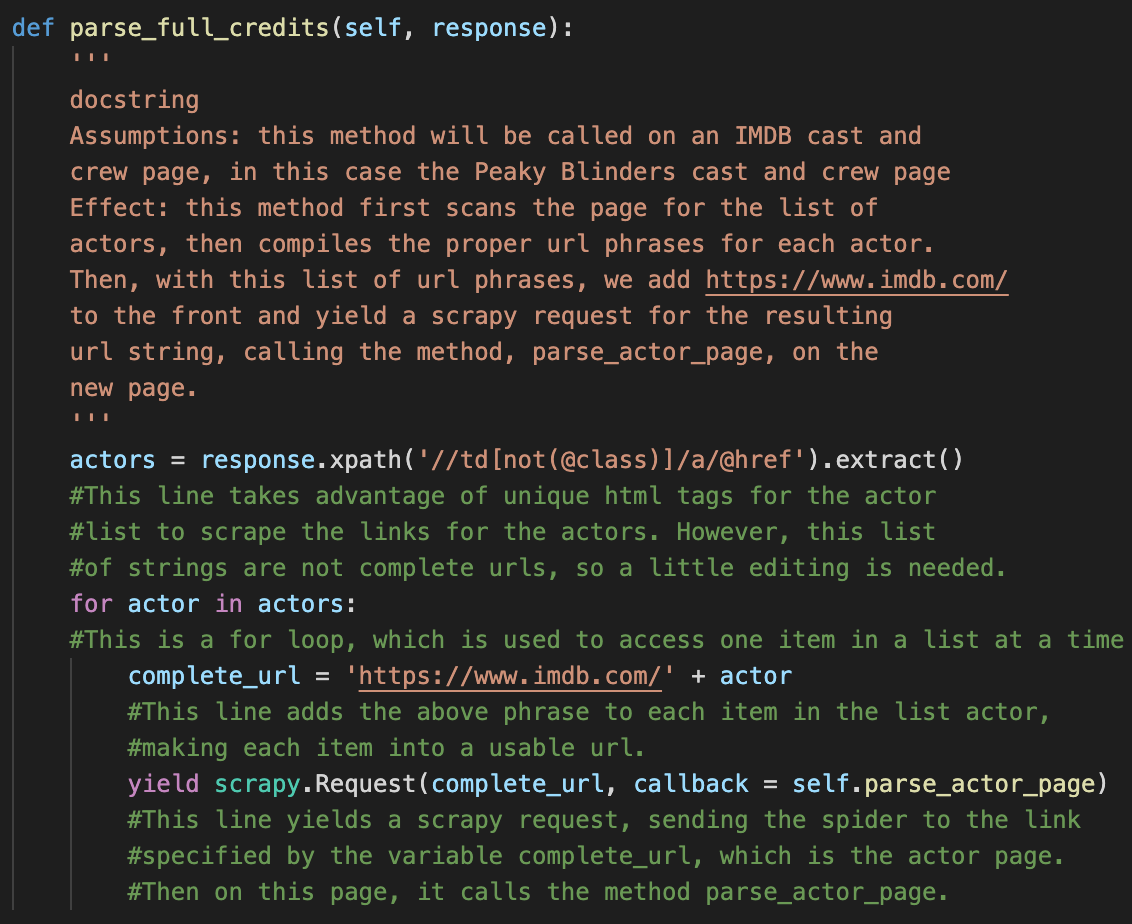 def parse_full_credits(self, response):
    '''
    docstring
    Assumptions: this method will be called on an IMDB cast and
    crew page, in this case the Peaky Blinders cast and crew page
    Effect: this method first scans the page for the list of
    actors, then compiles the proper url phrases for each actor.
    Then, with this list of url phrases, we add https://www.imdb.com/
    to the front and yield a scrapy request for the resulting
    url string, calling the method, parse_actor_page, on the
    new page.
    '''
    actors = response.xpath('//td[not(@class)]/a/@href').extract()
    #This line takes advantage of unique html tags for the actor
    #list to scrape the links for the actors. However, this list
    #of strings are not complete urls, so a little editing is needed.
    for actor in actors:
    #This is a for loop, which is used to access one item in a list at a time
        complete_url = 'https://www.imdb.com/' + actor
        #This line adds the above phrase to each item in the list actor,
        #making each item into a usable url.
        yield scrapy.Request(complete_url, callback = self.parse_actor_page)
        #This line yields a scrapy request, sending the spider to the link
        #specified by the variable complete_url, which is the actor page.
        #Then on this page, it calls the method parse_actor_page.